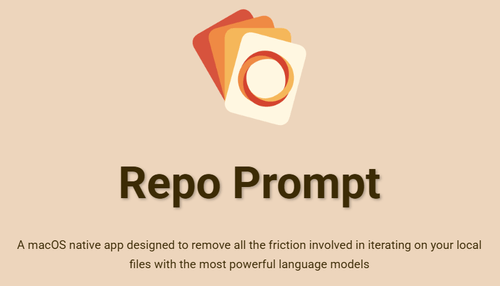 Repo Prompt
A macOS native app designed to remove all the friction involved in iterating on your local
files with the most powerful language models